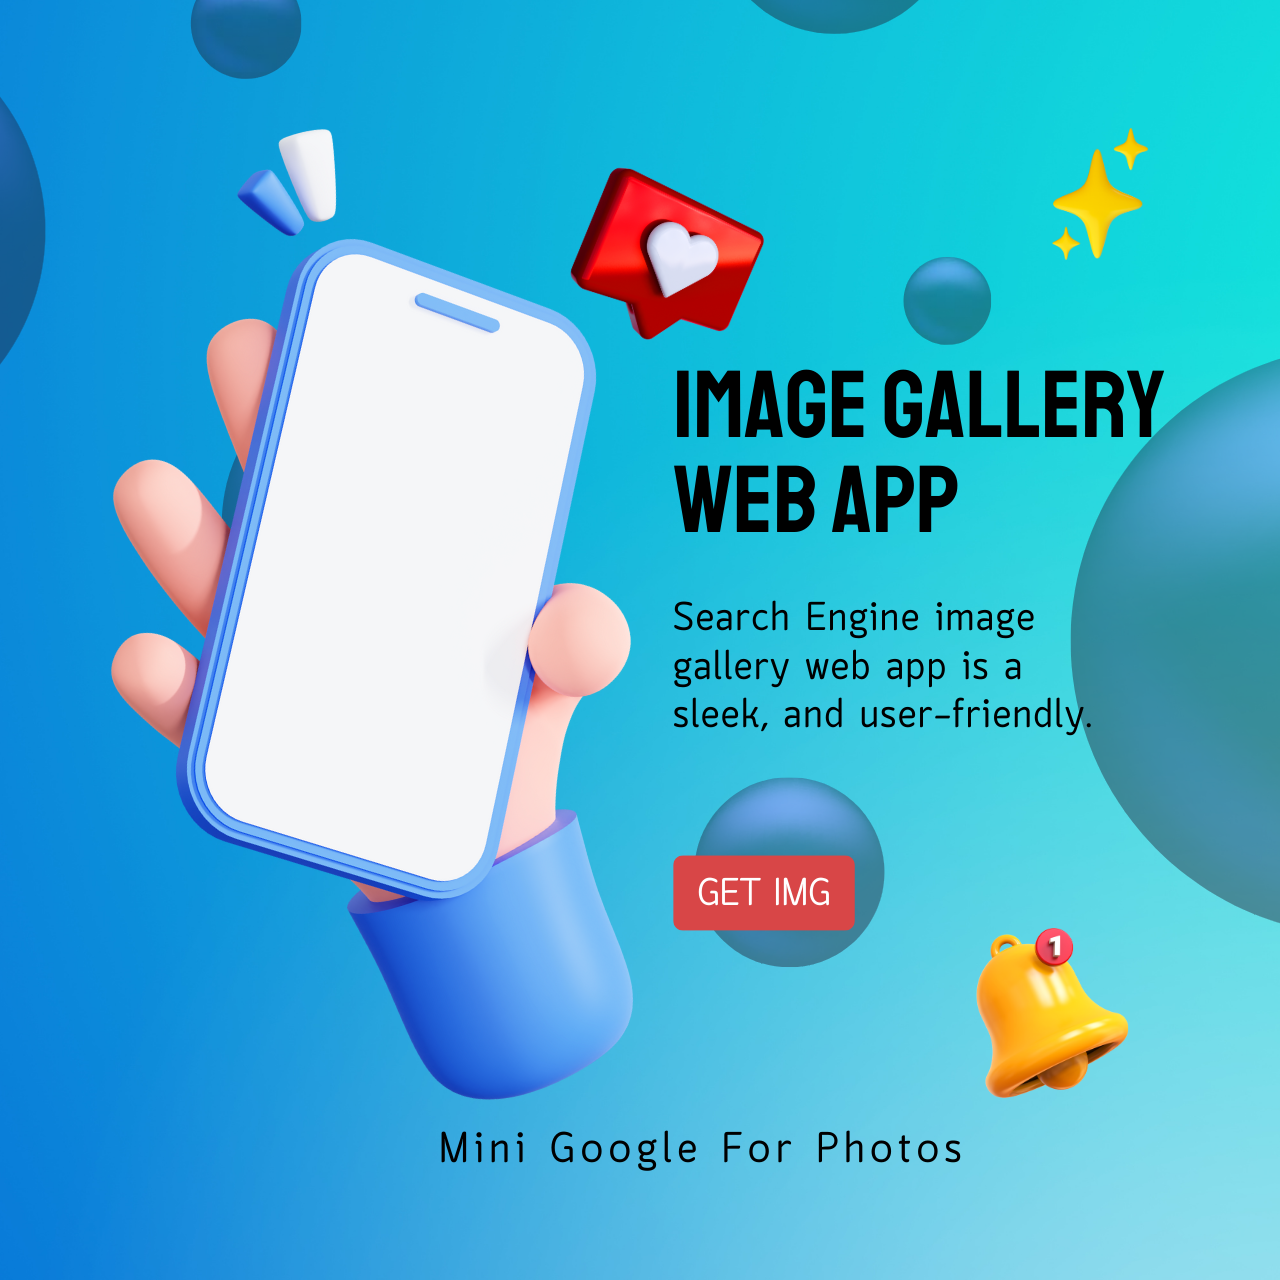 IMAGE GALLERY
WEB APP
Search Engine image
gallery web app is a
sleek, and user-friendly.
GET IMG
1
Mini Google For Photos